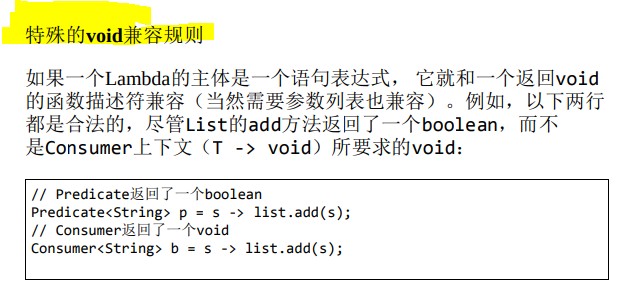 特殊的void兼容规则
如果一个Lambda的主体是一个语句表达式， 它就和一个返回void
的函数描述符兼容（当然需要参数列表也兼容）。例如，以下两行
都是合法的，尽管List的add方法返回了一个boolean，而不
是Consumer上下文（T -> void）所要求的void：
// Predicate返回了一个boolean
Predicate<String> p = s -> list.add(s);
// Consumer返回了一个void
Consumer<String> b = s -> list.add(s);